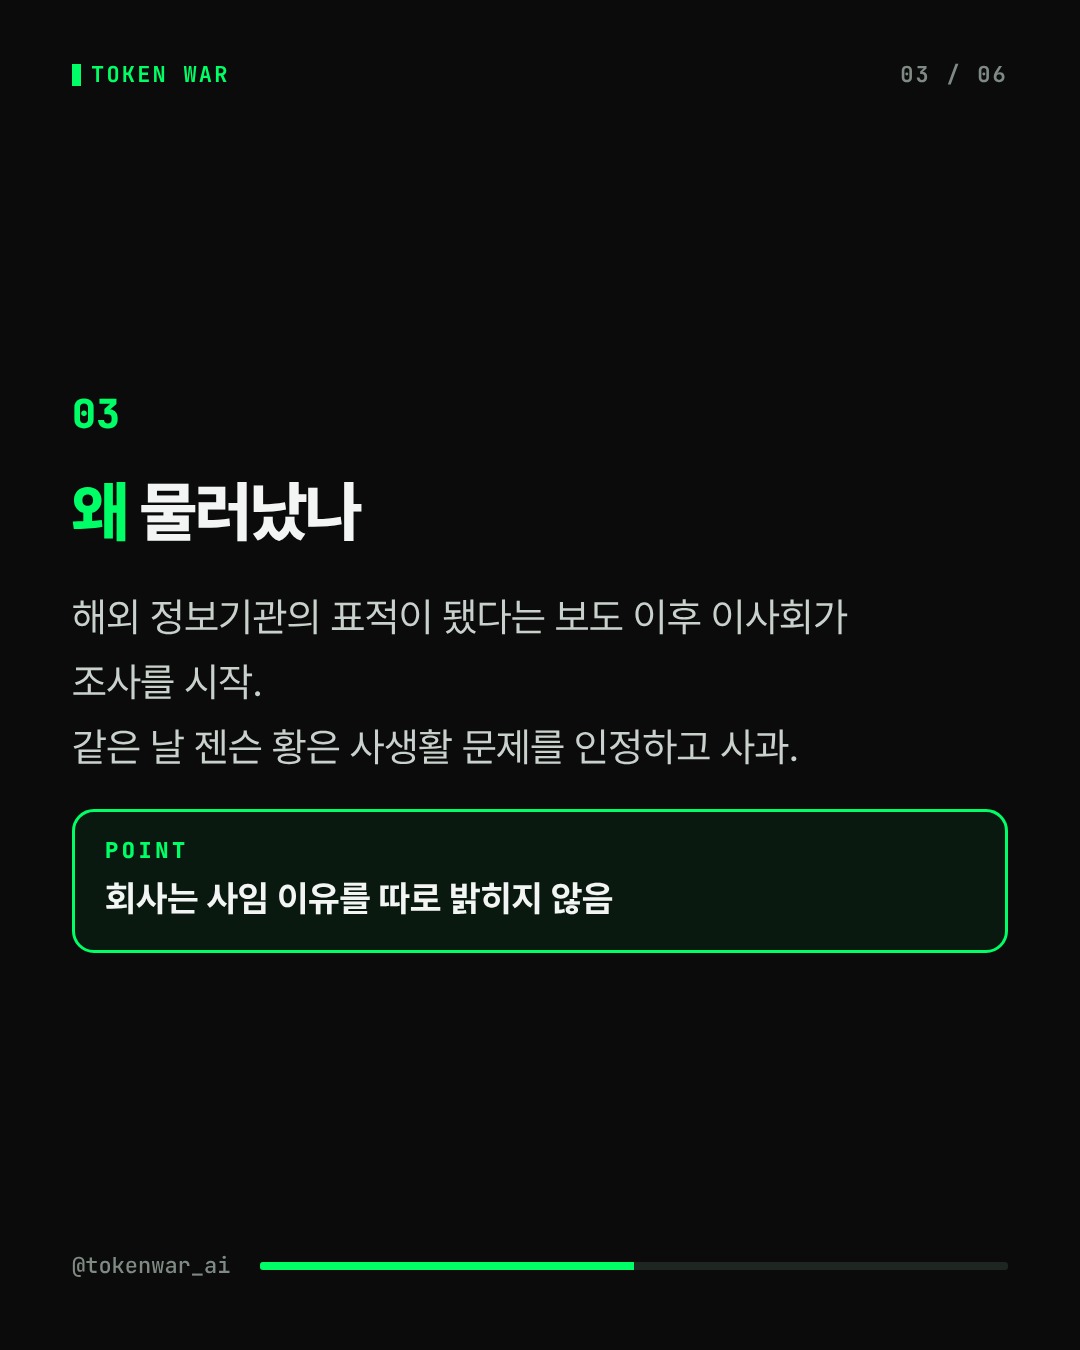 TOKEN WAR
03 / 06
03
왜 물러났나
해외 정보기관의 표적이 됐다는 보도 이후 이사회가
조사를 시작.
같은 날 젠슨 황은 사생활 문제를 인정하고 사과.
POINT
회사는 사임 이유를 따로 밝히지 않음
@tokenwar_ai